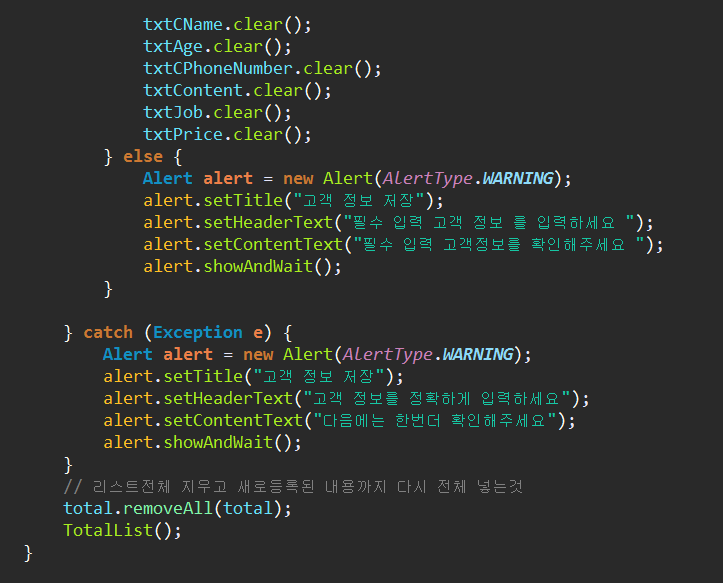 txtCName.clear();
txtAge.clear();
txtCPhoneNumber.clear();
txtContent.clear();
txtJob.clear();
txtPrice.clear();
} else {
Alert alert = new Alert(AlertType.WARNING);
alert.setTitle("고객 정보 저장");
alert.setHeaderText("필수 입력 고객 정보 를 입력하세요 ");
alert.setContentText("필수 입력 고객정보를 확인해주세요 ");
alert.showAndWait();
}
} catch (Exception e) {
Alert alert = new Alert(AlertType.WARNING);
alert.setTitle("고객 정보 저장");
alert.setHeaderText("고객 정보를 정확하게 입력하세요");
alert.setContentText("다음에는 한번더 확인해주세요");
alert.showAndWait();
}
// 리스트전체 지우고 새로등록된 내용까지 다시 전체 넣는것
total.removeAll(total);
TotalList();
}